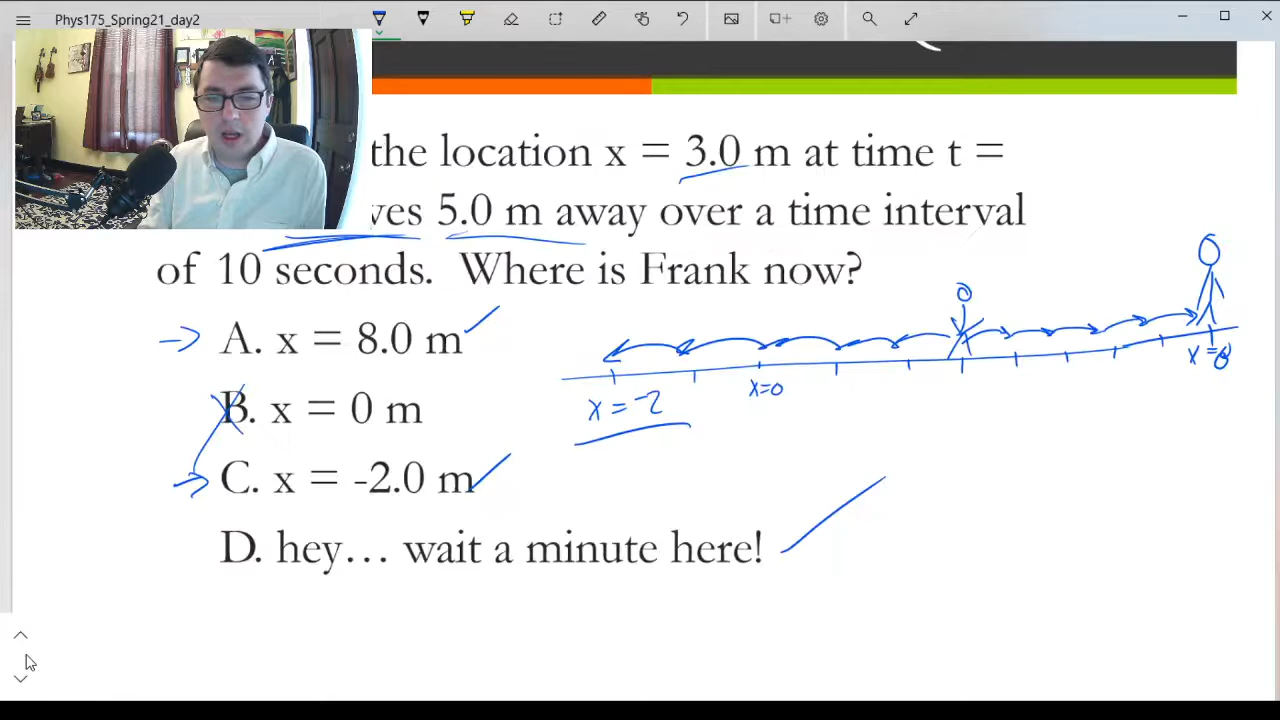 Phys175_Spring21_day2
the location x = 3.0 m at time t =
ves 5.0 m away over a time interval
of 10 seconds. Where is Frank now?
A. x = 8.0 m
B. x = 0 m
C. x = -2.0 m
D. hey... wait a minute here!
x = -2
x=0
x = 8